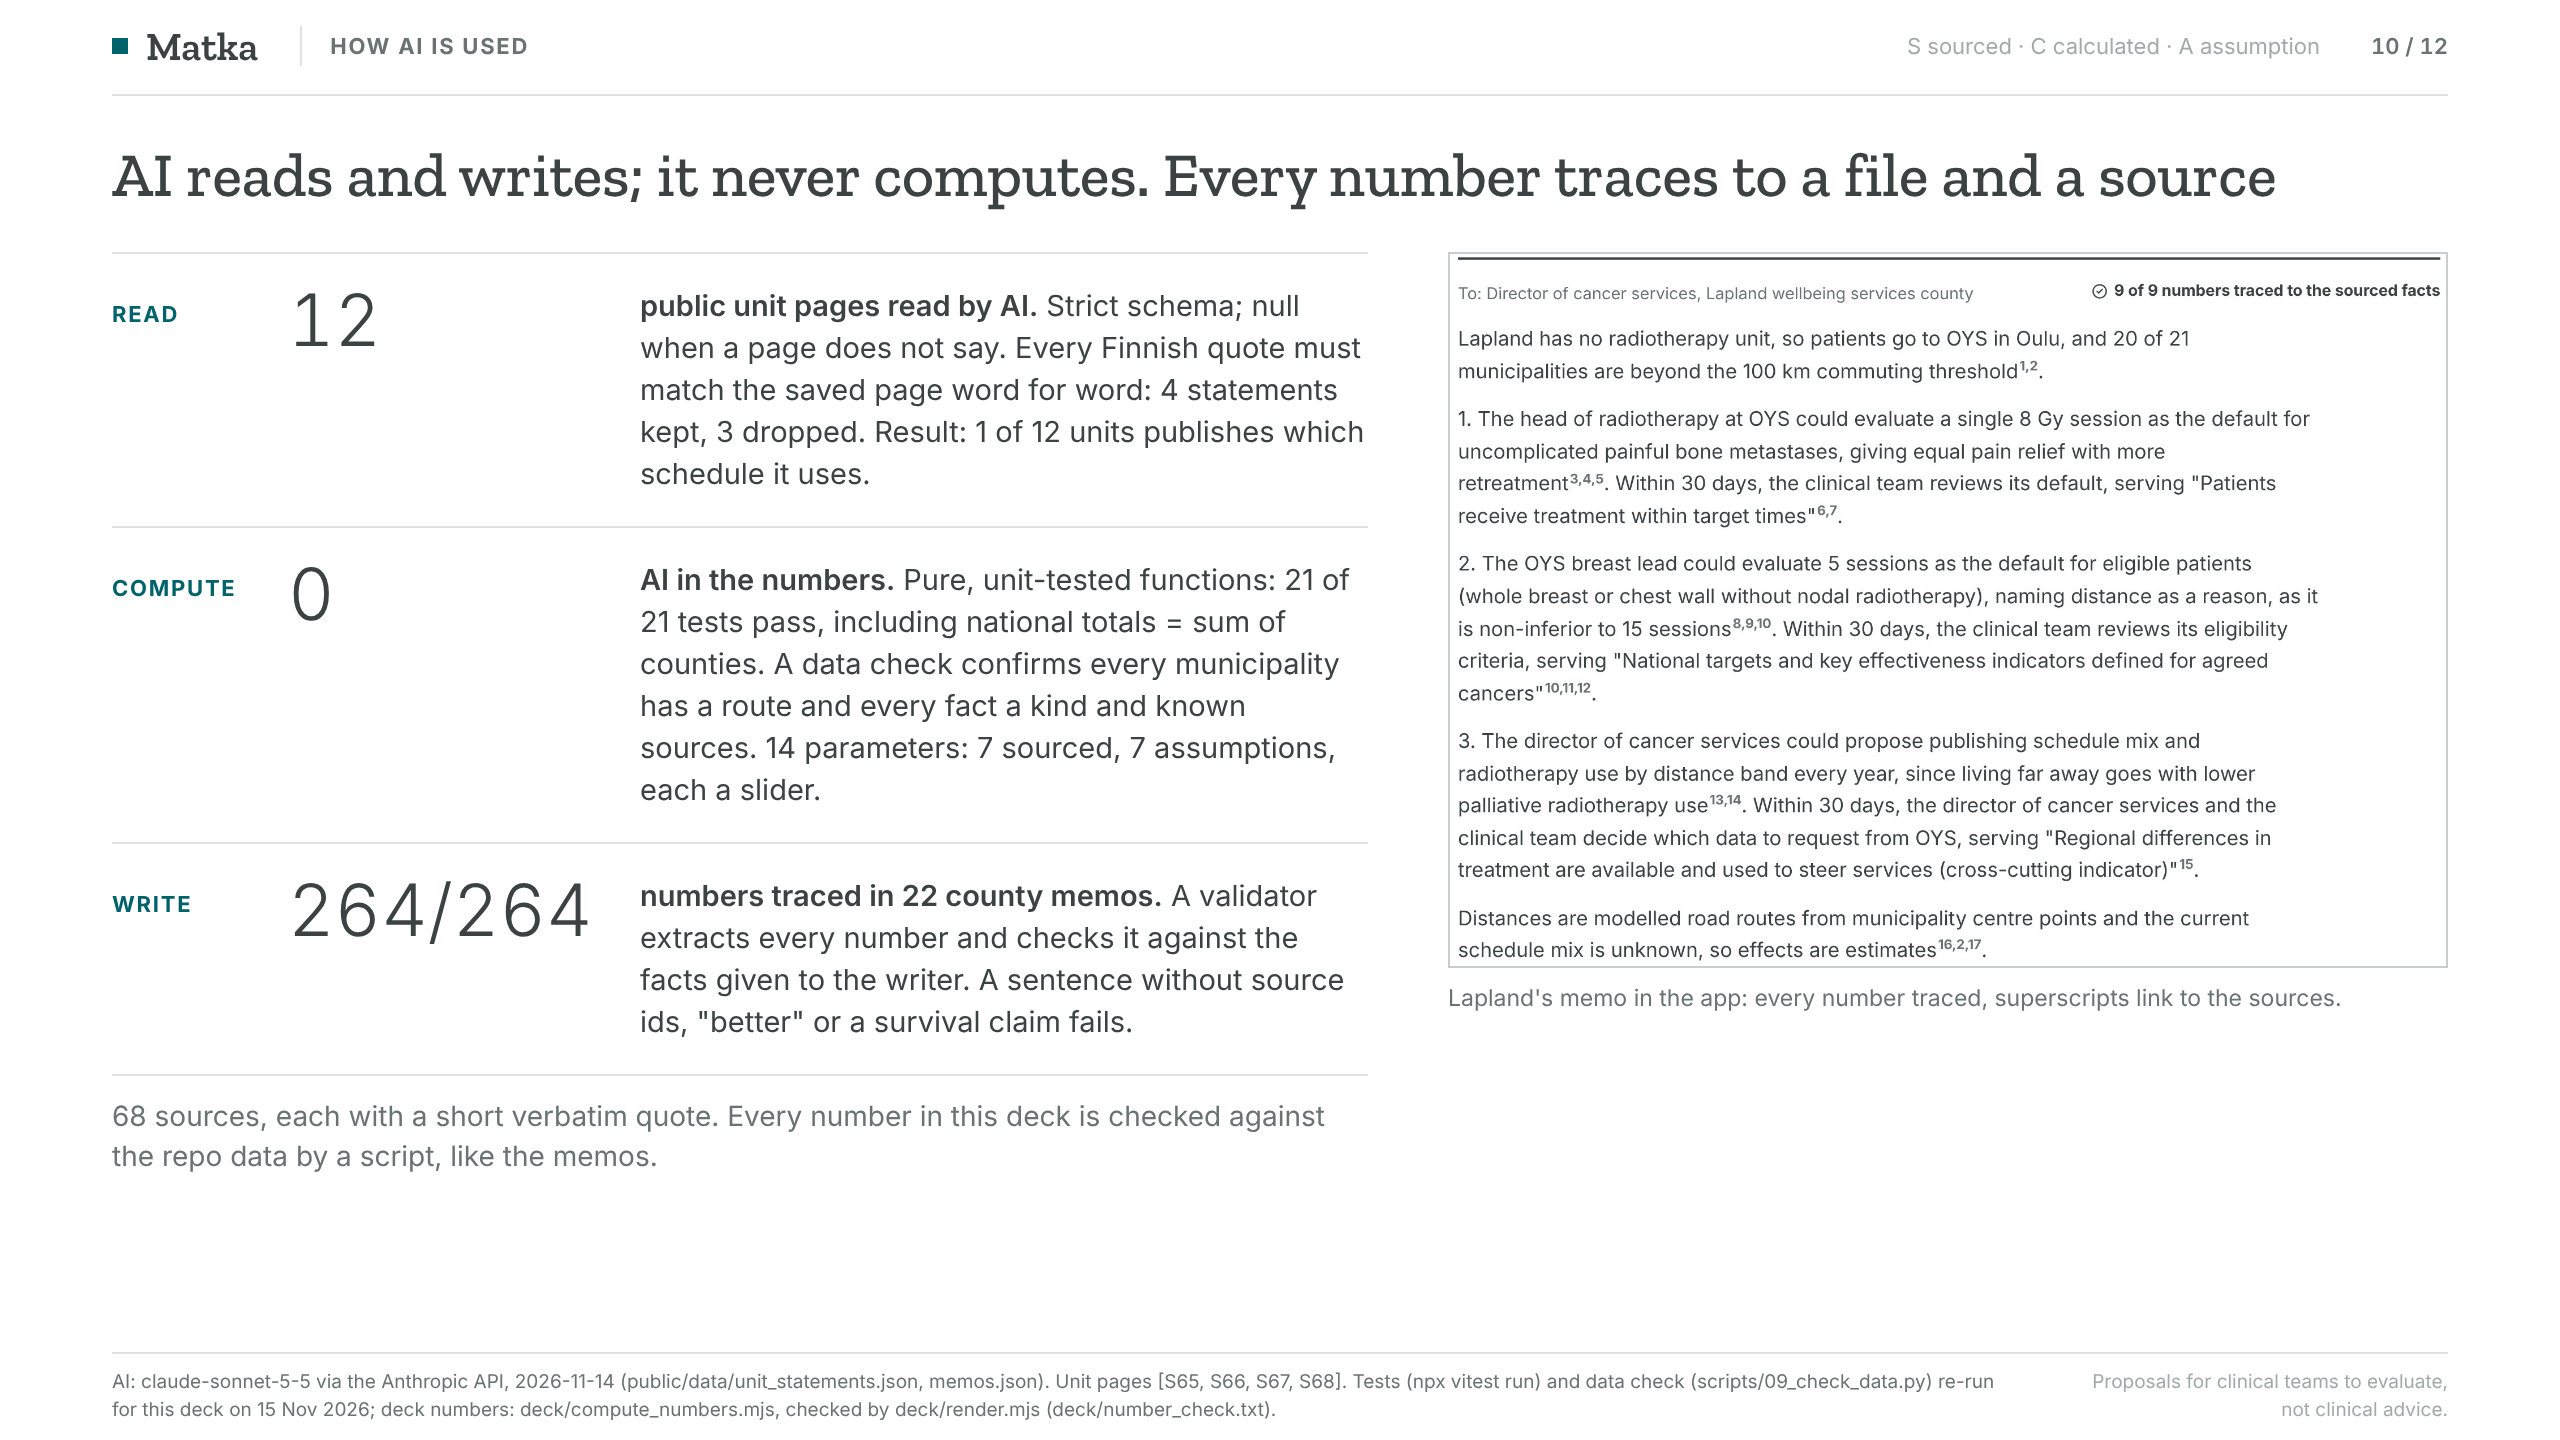 Matka
HOW AI IS USED
S sourced · C calculated · A assumption
10 / 12
AI reads and writes; it never computes. Every number traces to a file and a source
READ
12
public unit pages read by AI. Strict schema; null
when a page does not say. Every Finnish quote must
match the saved page word for word: 4 statements
kept, 3 dropped. Result: 1 of 12 units publishes which
schedule it uses.
COMPUTE
0
AI in the numbers. Pure, unit-tested functions: 21 of
21 tests pass, including national totals = sum of
counties. A data check confirms every municipality
has a route and every fact a kind and known
sources. 14 parameters: 7 sourced, 7 assumptions,
each a slider.
WRITE
264/264
numbers traced in 22 county memos. A validator
extracts every number and checks it against the
facts given to the writer. A sentence without source
ids, "better" or a survival claim fails.
68 sources, each with a short verbatim quote. Every number in this deck is checked against
the repo data by a script, like the memos.
To: Director of cancer services, Lapland wellbeing services county
9 of 9 numbers traced to the sourced facts
Lapland has no radiotherapy unit, so patients go to OYS in Oulu, and 20 of 21
municipalities are beyond the 100 km commuting threshold1,2.
1. The head of radiotherapy at OYS could evaluate a single 8 Gy session as the default for
uncomplicated painful bone metastases, giving equal pain relief with more
retreatment3,4,5. Within 30 days, the clinical team reviews its default, serving "Patients
receive treatment within target times"6,7.
2. The OYS breast lead could evaluate 5 sessions as the default for eligible patients
(whole breast or chest wall without nodal radiotherapy), naming distance as a reason, as it
is non-inferior to 15 sessions8,9,10. Within 30 days, the clinical team reviews its eligibility
criteria, serving "National targets and key effectiveness indicators defined for agreed
cancers"10,11,12.
3. The director of cancer services could propose publishing schedule mix and
radiotherapy use by distance band every year, since living far away goes with lower
palliative radiotherapy use13,14. Within 30 days, the director of cancer services and the
clinical team decide which data to request from OYS, serving "Regional differences in
treatment are available and used to steer services (cross-cutting indicator)"15.
Distances are modelled road routes from municipality centre points and the current
schedule mix is unknown, so effects are estimates16,2,17.
Lapland's memo in the app: every number traced, superscripts link to the sources.
AI: claude-sonnet-5-5 via the Anthropic API, 2026-11-14 (public/data/unit_statements.json, memos.json). Unit pages [S65, S66, S67, S68]. Tests (npx vitest run) and data check (scripts/09_check_data.py) re-run
for this deck on 15 Nov 2026; deck numbers: deck/compute_numbers.mjs, checked by deck/render.mjs (deck/number_check.txt).
Proposals for clinical teams to evaluate,
not clinical advice.